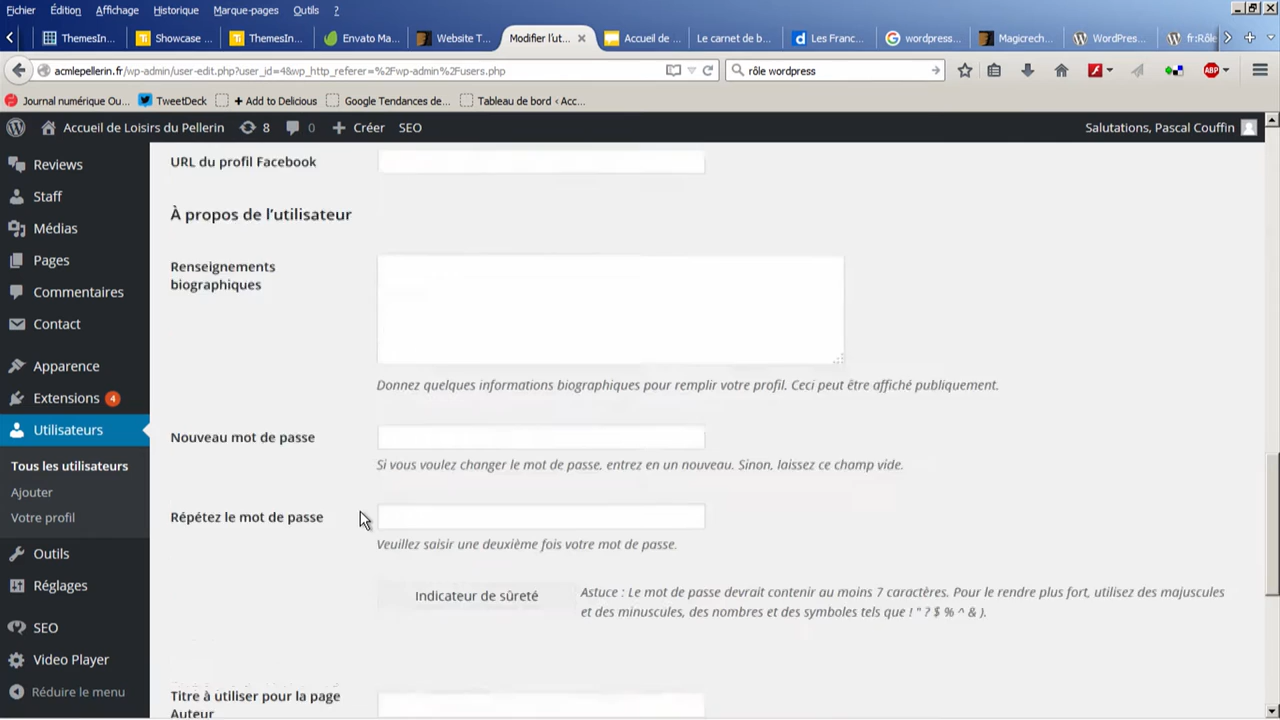 Fichier Édition Affichage Historique Marque-pages Outils ?
ThemesIn... Showcase ... ThemesIn... Envato Ma... Website T... Modifier l'ut... Accueil de ... Le carnet de b... Les Franc... wordpress... Magicrech... WordPres... fr:Rôle
acmlepellerin.fr/wp-admin/user-edit.php?user_id=4&wp_http_referer=%2Fwp-admin%2Fusers.php rôle wordpress ABP
Journal numérique Ou... TweetDeck + Add to Delicious Google Tendances de... Tableau de bord ‹ Acc...
Accueil de Loisirs du Pellerin 8 0 Créer SEO Salutations, Pascal Couffin
Reviews
Staff
Médias
Pages
Commentaires
Contact
Apparence
Extensions 4
Utilisateurs
Tous les utilisateurs
Ajouter
Votre profil
Outils
Réglages
SEO
Video Player
Réduire le menu
URL du profil Facebook
À propos de l'utilisateur
Renseignements
biographiques
Donnez quelques informations biographiques pour remplir votre profil. Ceci peut être affiché publiquement.
Nouveau mot de passe
Si vous voulez changer le mot de passe, entrez en un nouveau. Sinon, laissez ce champ vide.
Répétez le mot de passe
Veuillez saisir une deuxième fois votre mot de passe.
Indicateur de sûreté
Astuce : Le mot de passe devrait contenir au moins 7 caractères. Pour le rendre plus fort, utilisez des majuscules
et des minuscules, des nombres et des symboles tels que ! " ? $ % ^ & ).
Titre à utiliser pour la page
Auteur